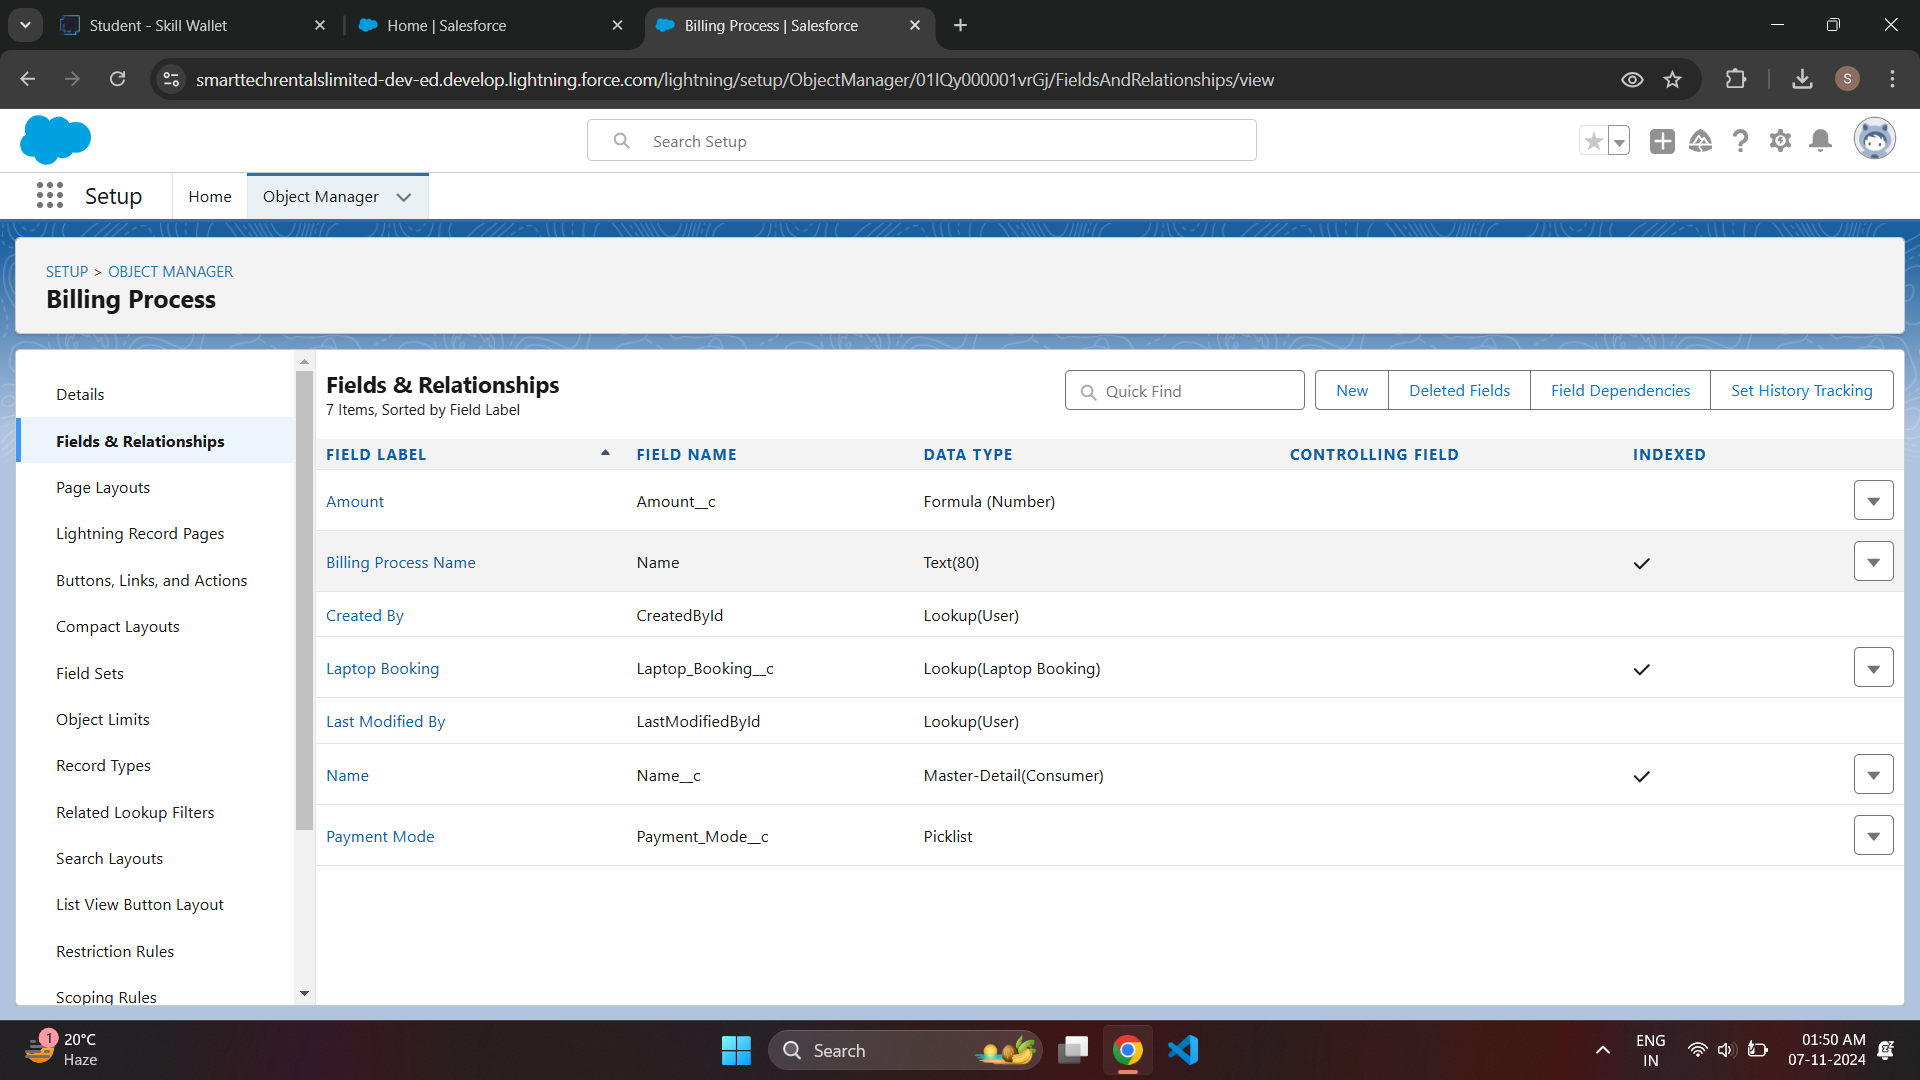 Student - Skill Wallet
Home | Salesforce
Billing Process | Salesforce
smarttechrentalslimited-dev-ed.develop.lightning.force.com/lightning/setup/ObjectManager/01IQy000001vrGj/FieldsAndRelationships/view
S
Search Setup
Setup
Home
Object Manager
SETUP > OBJECT MANAGER
Billing Process
Details
Fields & Relationships
Page Layouts
Lightning Record Pages
Buttons, Links, and Actions
Compact Layouts
Field Sets
Object Limits
Record Types
Related Lookup Filters
Search Layouts
List View Button Layout
Restriction Rules
Scoping Rules
Fields & Relationships
7 Items, Sorted by Field Label
Quick Find
New
Deleted Fields
Field Dependencies
Set History Tracking
FIELD LABEL FIELD NAME DATA TYPE CONTROLLING FIELD INDEXED
Amount Amount__c Formula (Number)
Billing Process Name Name Text(80)
Created By CreatedById Lookup(User)
Laptop Booking Laptop_Booking__c Lookup(Laptop Booking)
Last Modified By LastModifiedById Lookup(User)
Name Name__c Master-Detail(Consumer)
Payment Mode Payment_Mode__c Picklist
1
20°C
Haze
Search
ENG
IN
01:50 AM
07-11-2024